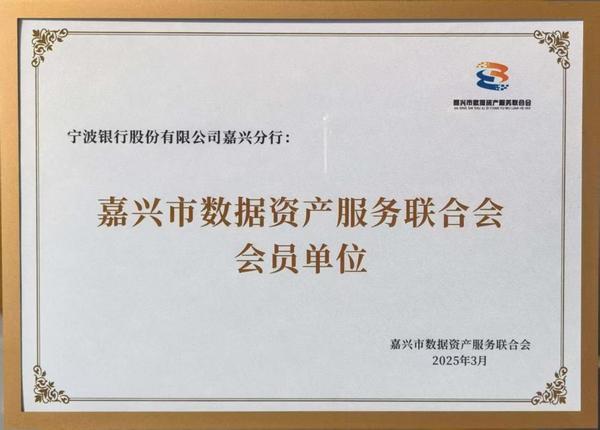 嘉兴市数据资产服务联合会
宁波银行股份有限公司嘉兴分行：
嘉兴市数据资产服务联合会
会员单位
嘉兴市数据资产服务联合会
2025年3月